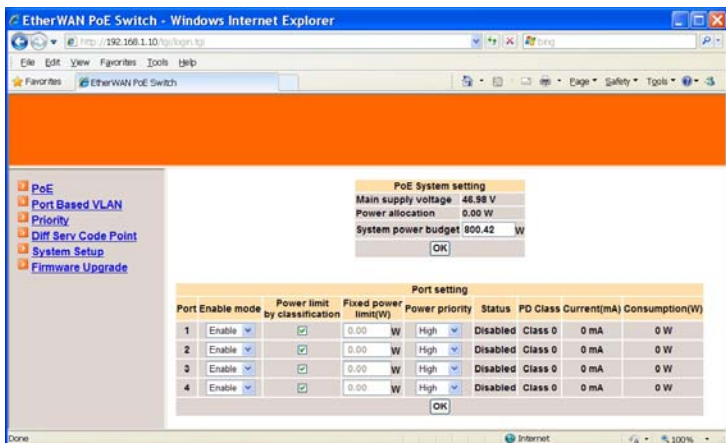 EtherWAN PoE Switch - Windows Internet Explorer
http://192.168.1.10/tgi/login.tgi
bing
File Edit View Favorites Tools Help
Favorites EtherWAN PoE Switch Page Safety Tools
PoE
Port Based VLAN
Priority
Diff Serv Code Point
System Setup
Firmware Upgrade
PoE System setting
Main supply voltage 46.98 V
Power allocation 0.00 W
System power budget 800.42 W
OK
Port setting
Port Enable mode Power limit by classification Fixed power limit(W) Power priority Status PD Class Current(mA) Consumption(W)
1 Enable 0.00 W High Disabled Class 0 0 mA 0 W
2 Enable 0.00 W High Disabled Class 0 0 mA 0 W
3 Enable 0.00 W High Disabled Class 0 0 mA 0 W
4 Enable 0.00 W High Disabled Class 0 0 mA 0 W
OK
Done Internet 100%